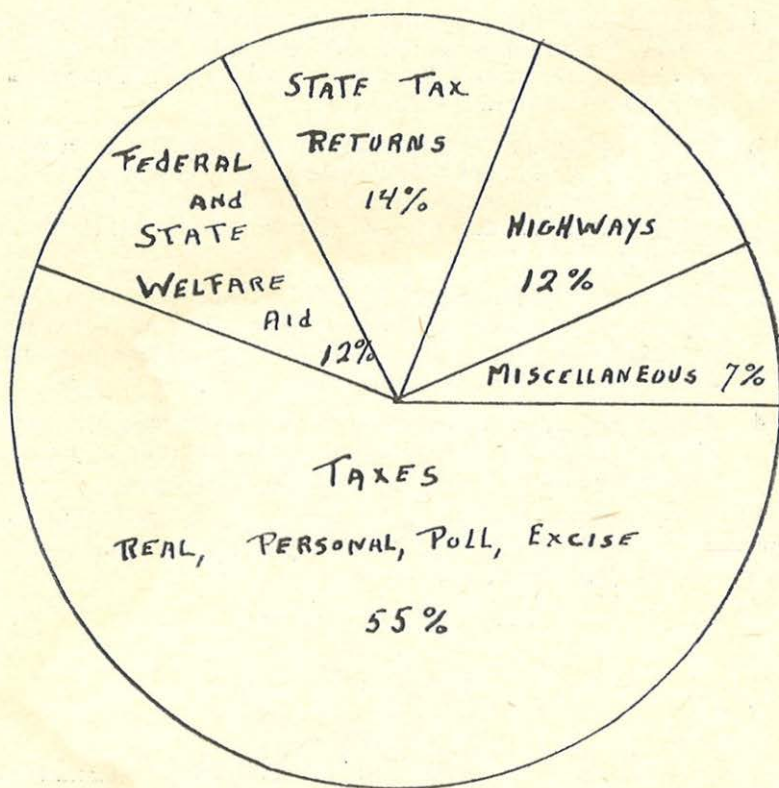 STATE TAX
RETURNS
14%
FEDERAL
AND
STATE
WELFARE
AID
12%
HIGHWAYS
12%
MISCELLANEOUS 7%
TAXES
REAL, PERSONAL, POLL, EXCISE
55%